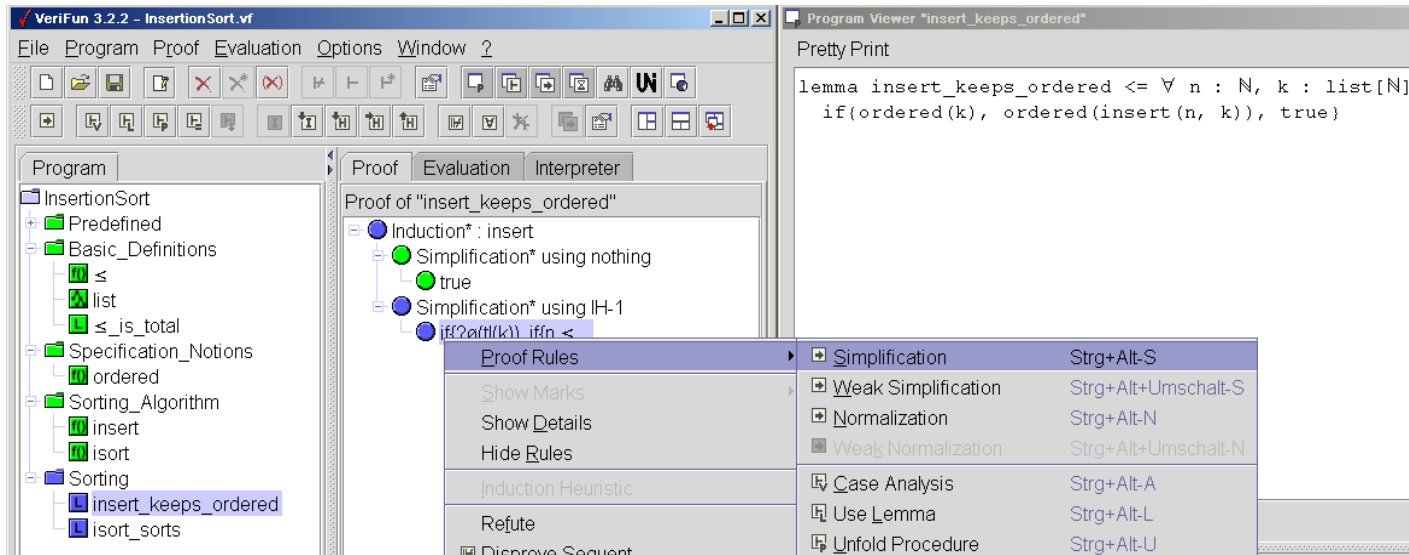 VeriFun 3.2.2 - InsertionSort.vf
File Program Proof Evaluation Options Window ?
Program
InsertionSort
Predefined
Basic_Definitions
f() ≤
list
L ≤_is_total
Specification_Notions
f() ordered
Sorting_Algorithm
f() insert
f() isort
Sorting
L insert_keeps_ordered
L isort_sorts
Proof Evaluation Interpreter
Proof of "insert_keeps_ordered"
Induction* : insert
Simplification* using nothing
true
Simplification* using IH-1
if{?ø(tl(k)), if{n ≤
Proof Rules
Show Marks
Show Details
Hide Rules
Induction Heuristic
Refute
Disprove Sequent
Simplification Strg+Alt-S
Weak Simplification Strg+Alt+Umschalt-S
Normalization Strg+Alt-N
Weak Normalization Strg+Alt+Umschalt-N
Case Analysis Strg+Alt-A
Use Lemma Strg+Alt-L
Unfold Procedure Strg+Alt-U
Program Viewer "insert_keeps_ordered"
Pretty Print
lemma insert_keeps_ordered <= ∀ n : ℕ, k : list[ℕ]
if{ordered(k), ordered(insert(n, k)), true}